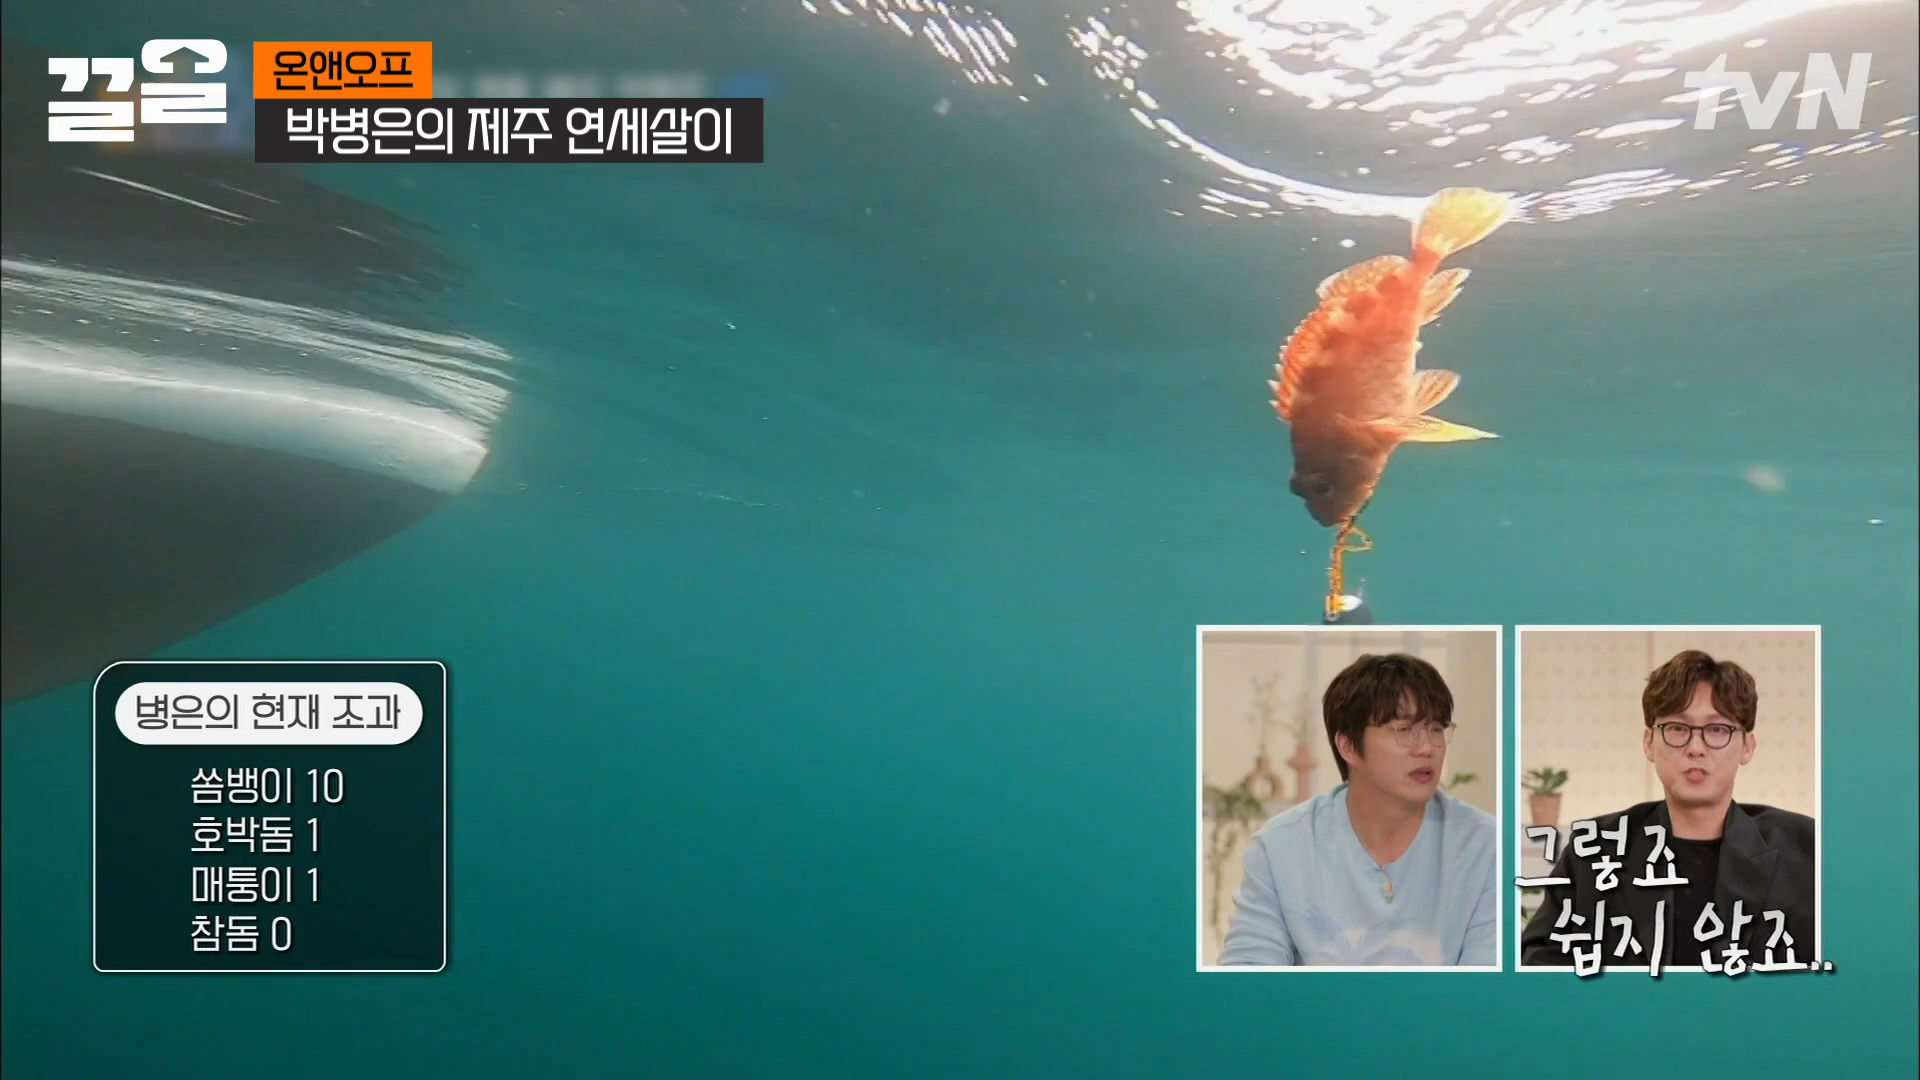 끌올
온앤오프
박병은의 제주 연세살이
tvN
병은의 현재 조과
쏨뱅이 10
호박돔 1
매퉁이 1
참돔 0
그렇죠
쉽지 않죠..